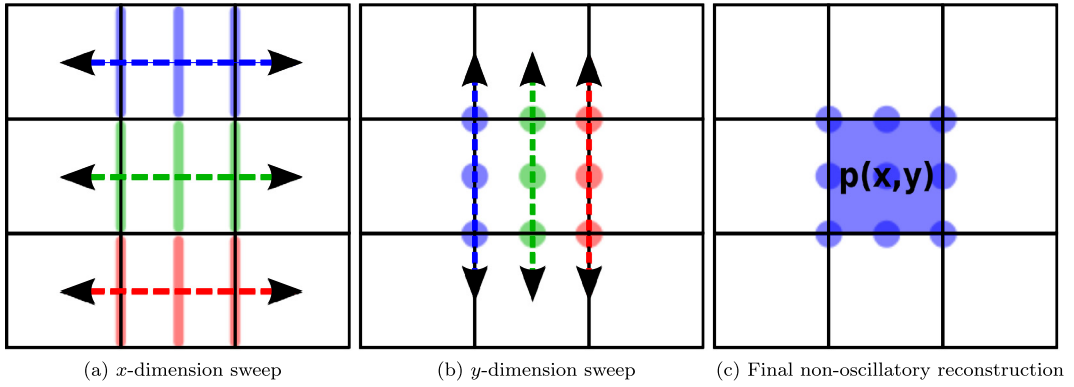 p(x,y)
(a) x-dimension sweep
(b) y-dimension sweep
(c) Final non-oscillatory reconstruction